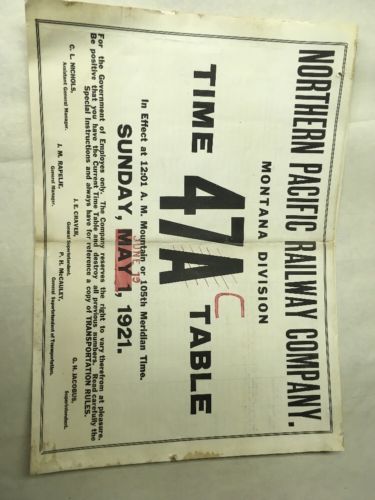 NORTHERN PACIFIC RAILWAY COMPANY.
MONTANA DIVISION
TIME 47A C TABLE
In Effect at 12:01 A. M. Mountain or 105th Meridian Time.
JUNE 19
SUNDAY, MAY 1, 1921.
For the Government of Employes only. The Company reserves the right to vary therefrom at pleasure.
Be positive that you have the Current Time Table and destroy all previous numbers. Read carefully the
Special Instructions and always have for reference a copy of TRANSPORTATION RULES.
C. L. NICHOLS,
Assistant General Manager.
J. M. RAPELJE,
General Manager.
J. E. CRAVER,
General Superintendent.
P. H. McCAULEY,
General Superintendent of Transportation.
G. H. JACOBUS,
Superintendent.